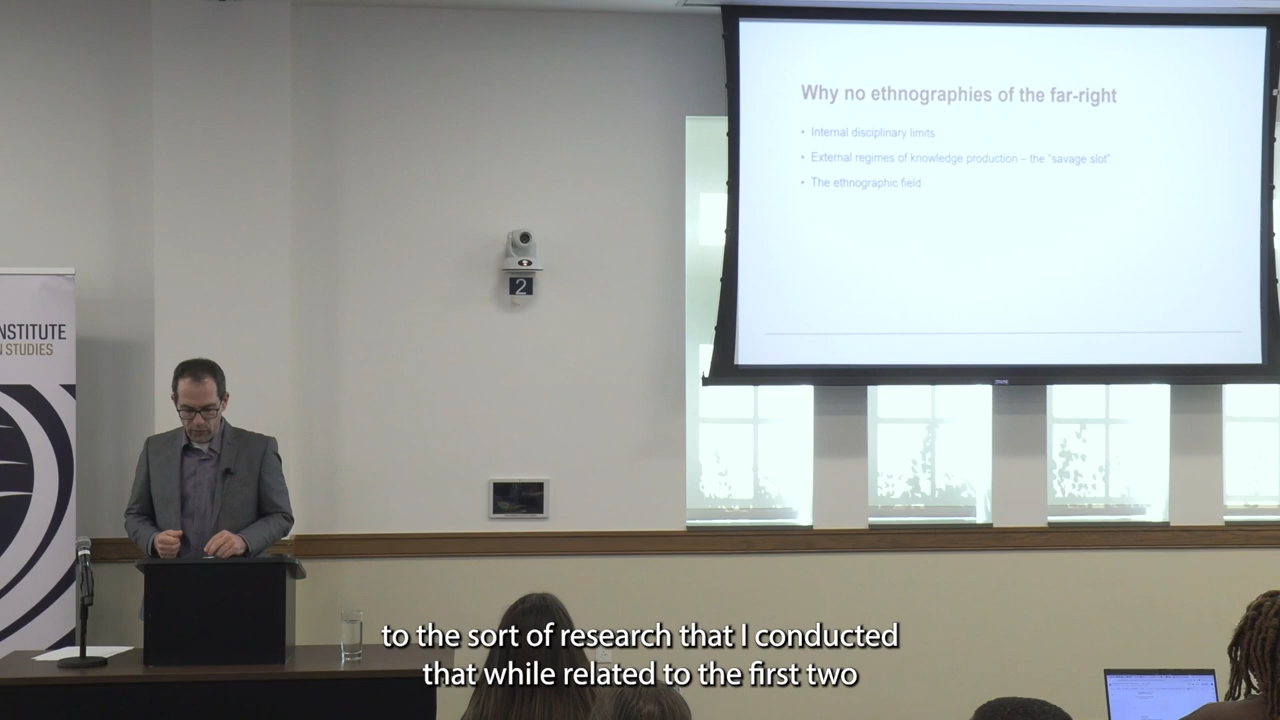 Why no ethnographies of the far-right
• Internal disciplinary limits
• External regimes of knowledge production – the "savage slot"
• The ethnographic field
2
NSTITUTE
N STUDIES
to the sort of research that I conducted
that while related to the first two